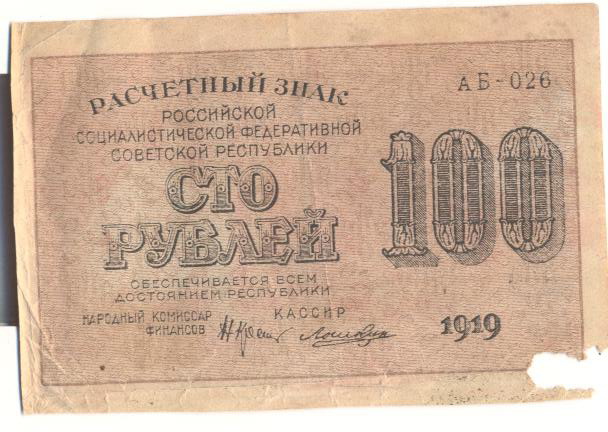 РАСЧЕТНЫЙ ЗНАК
АБ-026
РОССИЙСКОЙ
СОЦИАЛИСТИЧЕСКОЙ ФЕДЕРАТИВНОЙ
СОВЕТСКОЙ РЕСПУБЛИКИ
СТО
РУБЛЕЙ
100
ОБЕСПЕЧИВАЕТСЯ ВСЕМ
ДОСТОЯНИЕМ РЕСПУБЛИКИ
НАРОДНЫЙ КОМИССАР
ФИНАНСОВ
КАССИР
1919